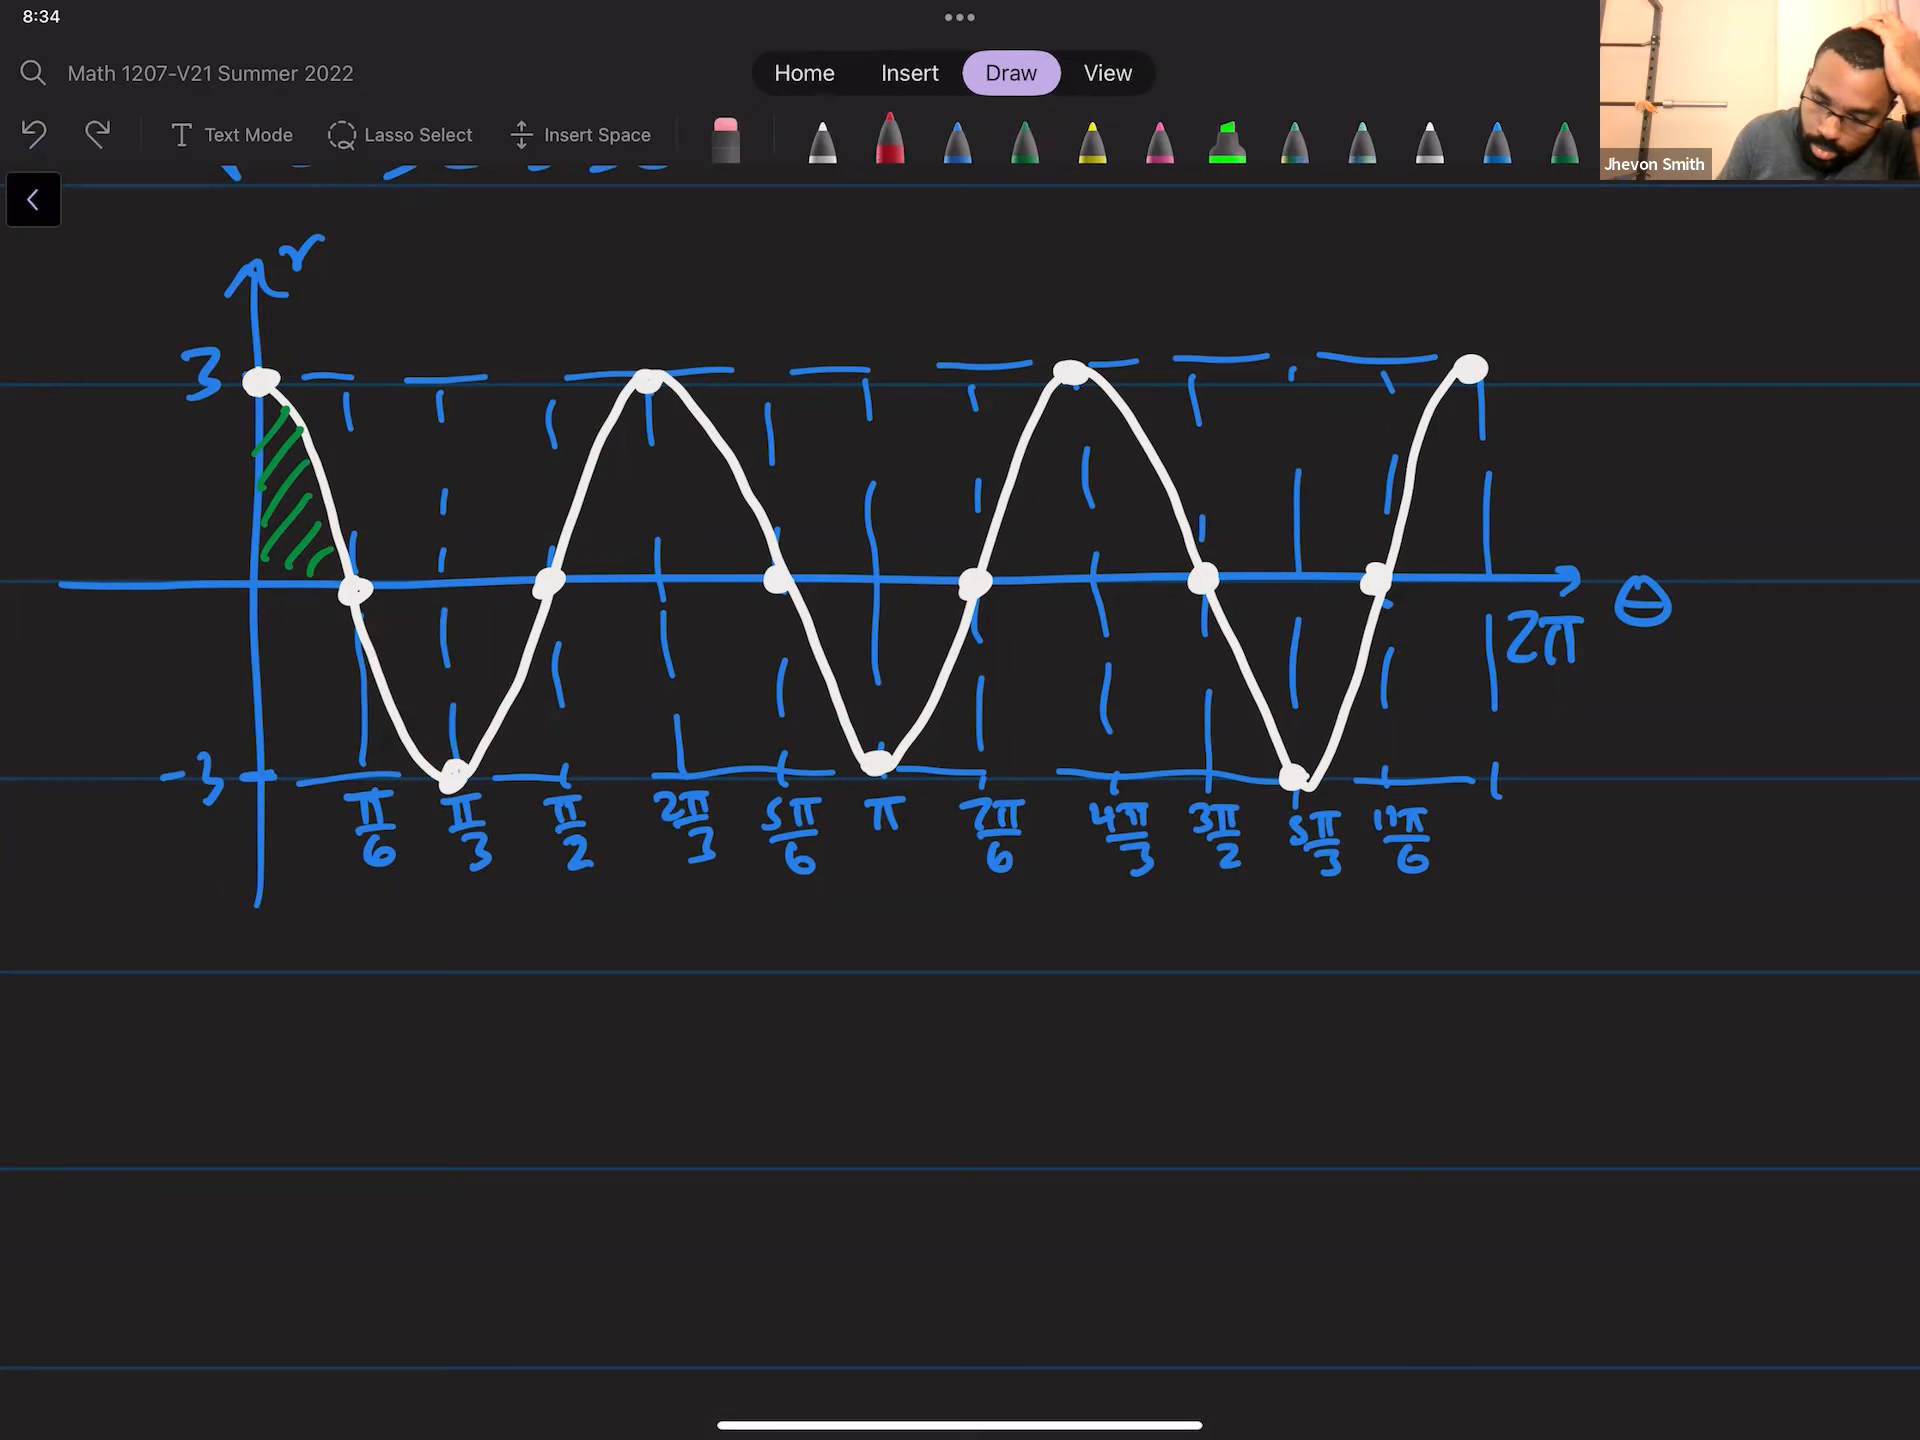 8:34
Math 1207-V21 Summer 2022
Home Insert Draw View
Text Mode Lasso Select Insert Space
Jhevon Smith
r
3
θ
2π
-3
π/6 π/3 π/2 2π/3 5π/6 π 7π/6 4π/3 3π/2 5π/3 11π/6